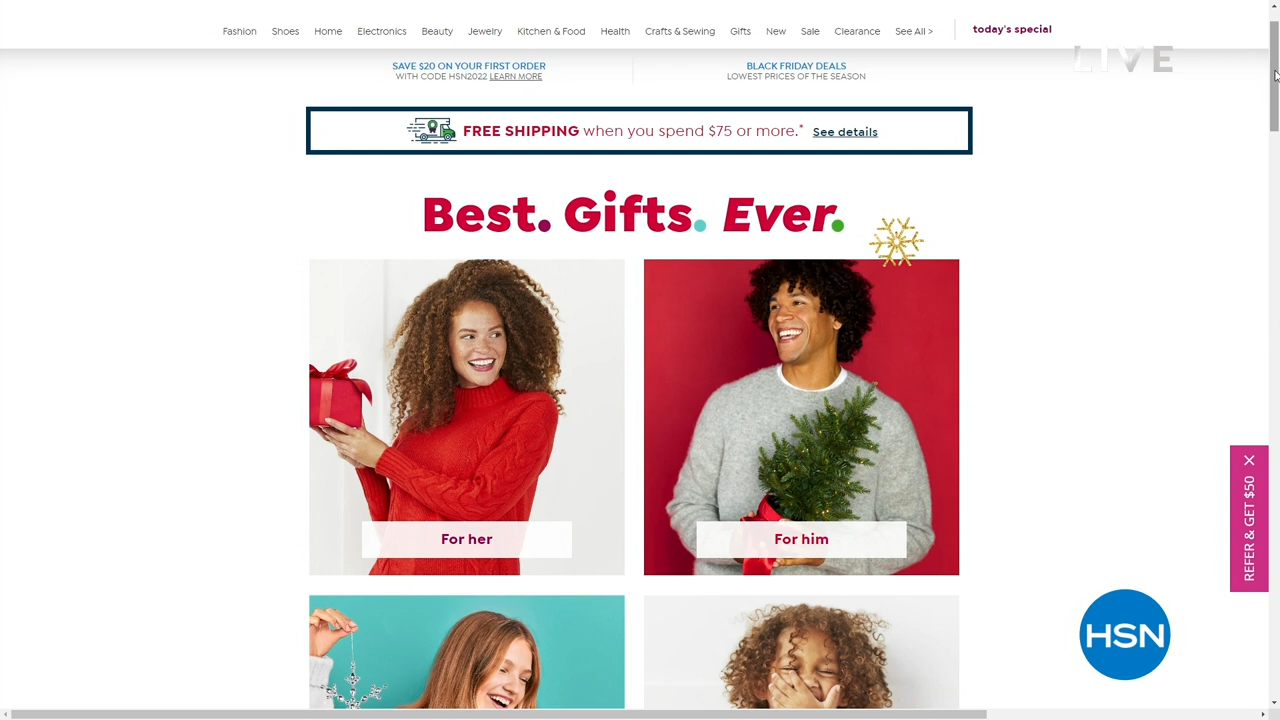 Fashion Shoes Home Electronics Beauty Jewelry Kitchen & Food Health Crafts & Sewing Gifts New Sale Clearance See All > today's special
LIVE
SAVE $20 ON YOUR FIRST ORDER
WITH CODE HSN2022 LEARN MORE
BLACK FRIDAY DEALS
LOWEST PRICES OF THE SEASON
FREE SHIPPING when you spend $75 or more.* See details
Best. Gifts. Ever.
For her
For him
REFER & GET $50
HSN